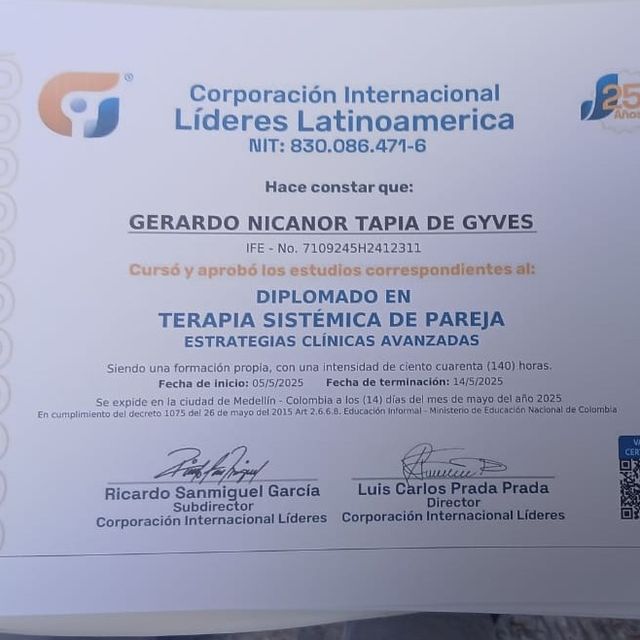 Corporación Internacional
Líderes Latinoamerica
NIT: 830.086.471-6
25
Años
Hace constar que:
GERARDO NICANOR TAPIA DE GYVES
IFE - No. 7109245H2412311
Cursó y aprobó los estudios correspondientes al:
DIPLOMADO EN
TERAPIA SISTÉMICA DE PAREJA
ESTRATEGIAS CLÍNICAS AVANZADAS
Siendo una formación propia, con una intensidad de ciento cuarenta (140) horas.
Fecha de inicio: 05/5/2025 Fecha de terminación: 14/5/2025
Se expide en la ciudad de Medellín - Colombia a los (14) días del mes de mayo del año 2025
En cumplimiento del decreto 1075 del 26 de mayo del 2015 Art 2.6.6.8. Educación Informal - Ministerio de Educación Nacional de Colombia
Ricardo Sanmiguel García
Subdirector
Corporación Internacional Líderes
Luis Carlos Prada Prada
Director
Corporación Internacional Líderes